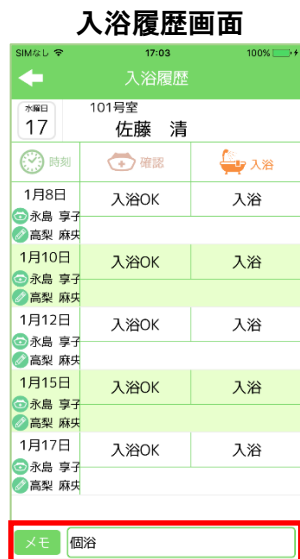 入浴履歴画面
SIMなし 17:03 100%
入浴履歴
水曜日 101号室
17 佐藤 清
時刻 確認 入浴
1月8日 入浴OK 入浴
永島 享子
高梨 麻央
1月10日 入浴OK 入浴
永島 享子
高梨 麻央
1月12日 入浴OK 入浴
永島 享子
高梨 麻央
1月15日 入浴OK 入浴
永島 享子
高梨 麻央
1月17日 入浴OK 入浴
永島 享子
高梨 麻央
メモ 個浴